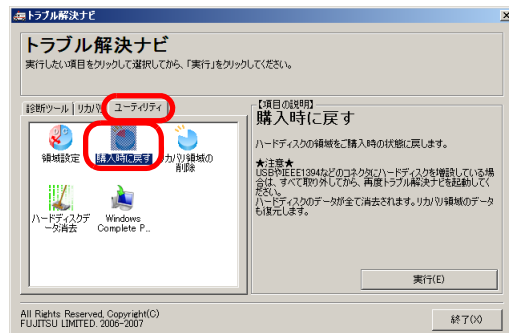 トラブル解決ナビ
トラブル解決ナビ
実行したい項目をクリックして選択してから、「実行」をクリックしてください。
診断ツール
リカバリ
ユーティリティ
領域設定
購入時に戻す
リカバリ領域の
削除
ハードディスクデ
ータ消去
Windows
Complete P...
【項目の説明】
購入時に戻す
ハードディスクの領域をご購入時の状態に戻します。
★注意★
USBやIEEE1394などのコネクタにハードディスクを増設している場
合は、すべて取り外してから、再度トラブル解決ナビを起動してく
ださい。
ハードディスクのデータが全て消去されます。リカバリ領域のデータ
も復元します。
実行(E)
All Rights Reserved, Copyright(C)
FUJITSU LIMITED. 2006-2007
終了(X)